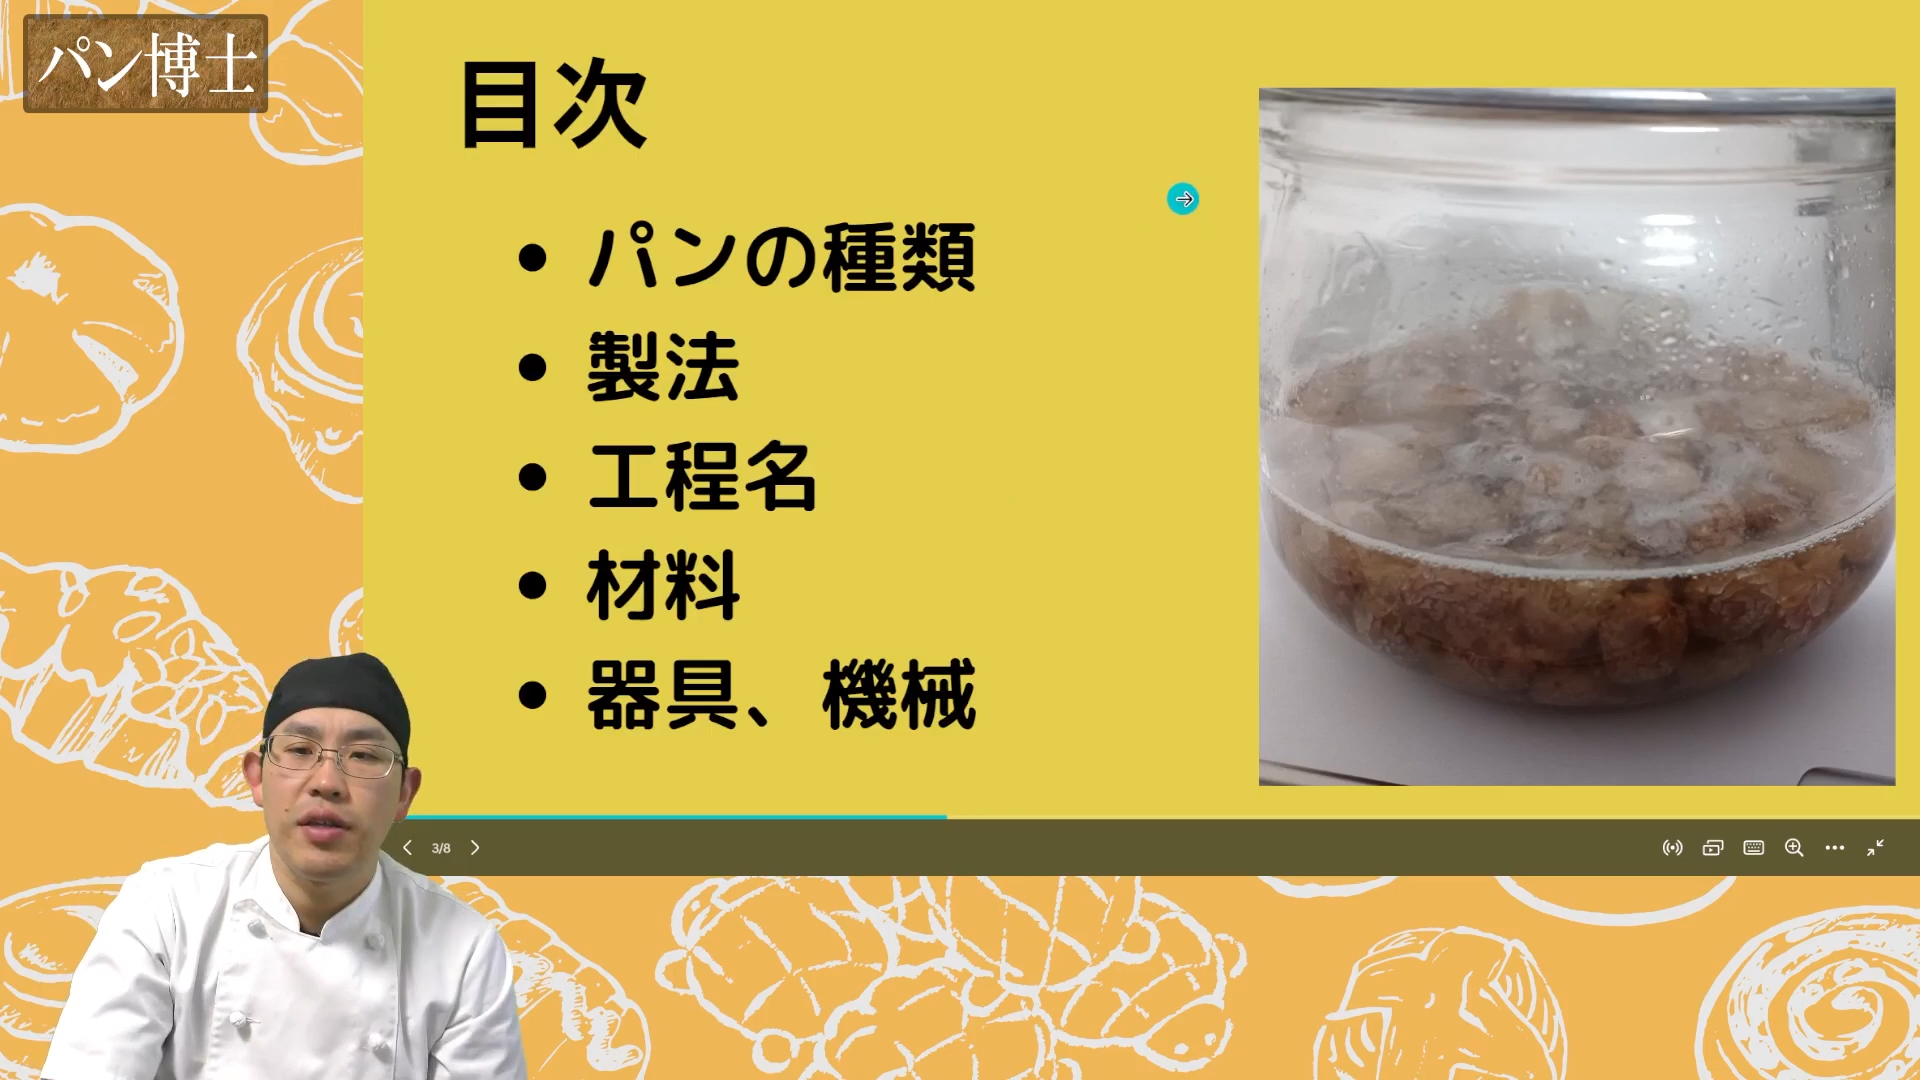 パン博士
目次
• パンの種類
• 製法
• 工程名
• 材料
• 器具、機械
3/8